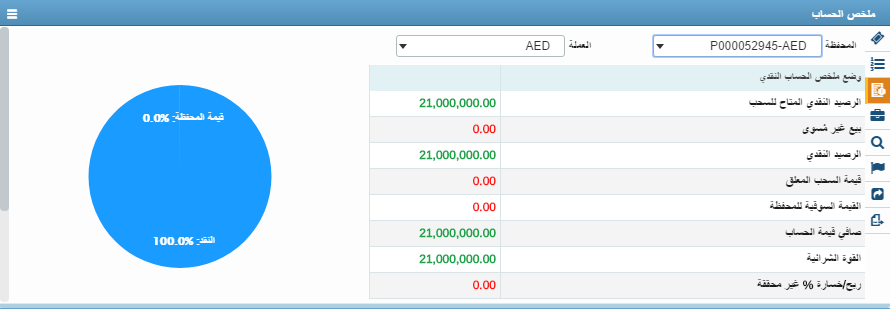 ملخص الحساب
المحفظة P000052945-AED العملة AED
وضع ملخص الحساب النقدي
الرصيد النقدي المتاح للسحب 21,000,000.00
بيع غير مُسوى 0.00
الرصيد النقدي 21,000,000.00
قيمة السحب المعلق 0.00
القيمة السوقية للمحفظة 0.00
صافي قيمة الحساب 21,000,000.00
القوة الشرائية 21,000,000.00
ربح/خسارة % غير محققة 0.00
قيمة المحفظة: 0.0%
النقد: 100.0%